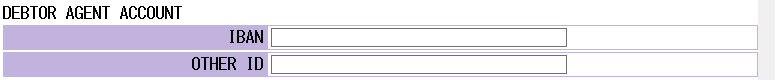 DEBTOR AGENT ACCOUNT
IBAN
OTHER ID